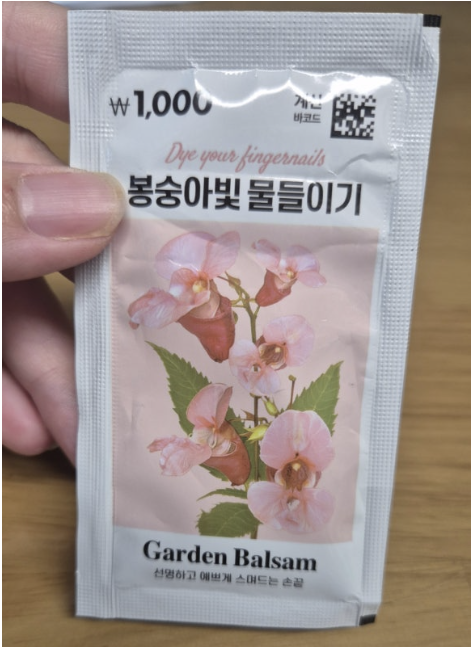 ₩1,000
계산
바코드
Dye your fingernails
봉숭아빛 물들이기
Garden Balsam
선명하고 예쁘게 스며드는 손끝